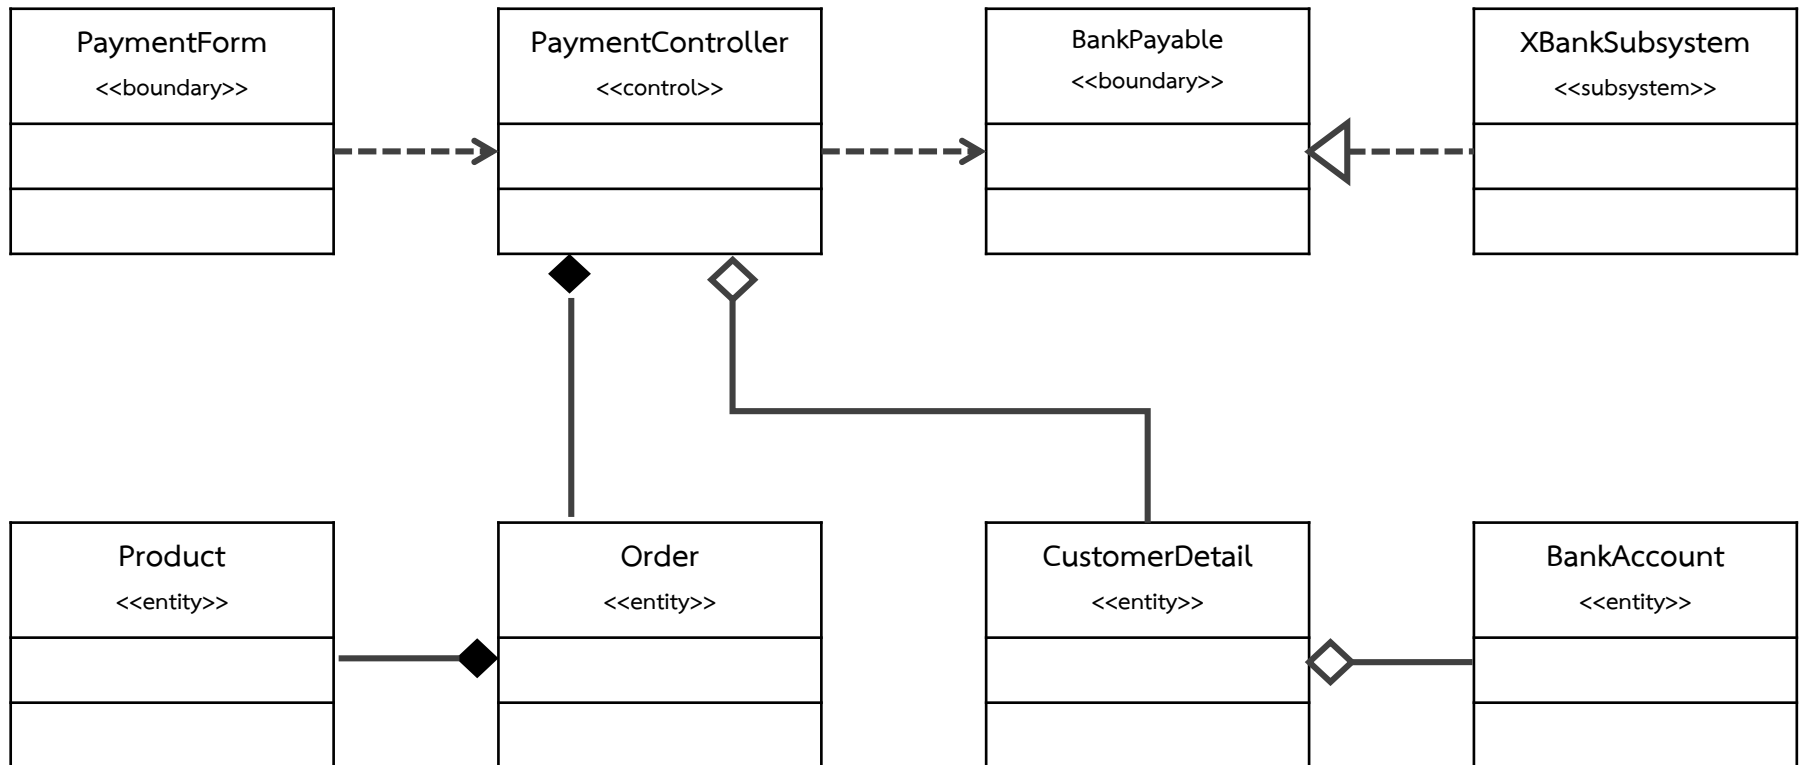 PaymentForm
<<boundary>>
PaymentController
<<control>>
BankPayable
<<boundary>>
XBankSubsystem
<<subsystem>>
Product
<<entity>>
Order
<<entity>>
CustomerDetail
<<entity>>
BankAccount
<<entity>>